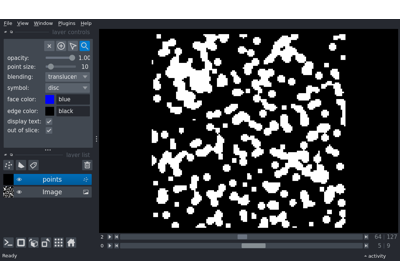 File View Window Plugins Help
layer controls
opacity: 1.00
point size: 10
blending: translucen
symbol: disc
face color: blue
edge color: black
display text:
out of slice:
layer list
points
Image
2 64 127
0 5 9
Ready activity